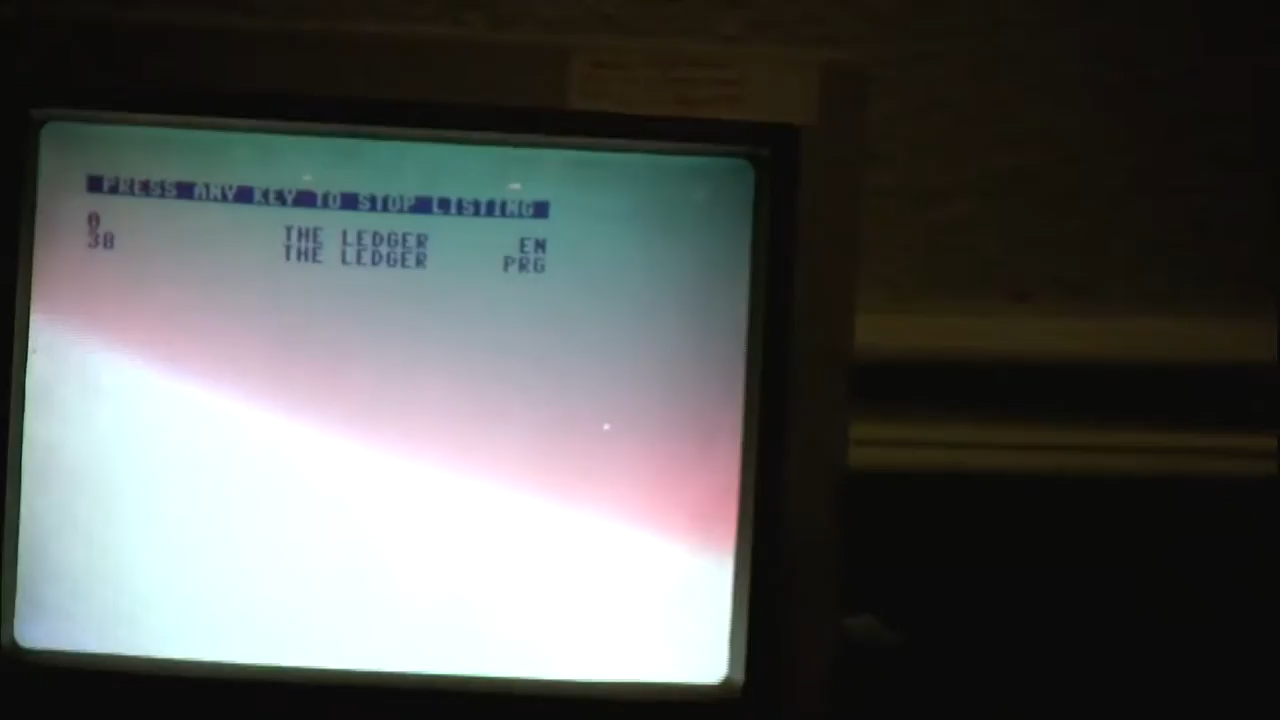 PRESS ANY KEY TO STOP LISTING
0 THE LEDGER EN
38 THE LEDGER PRG